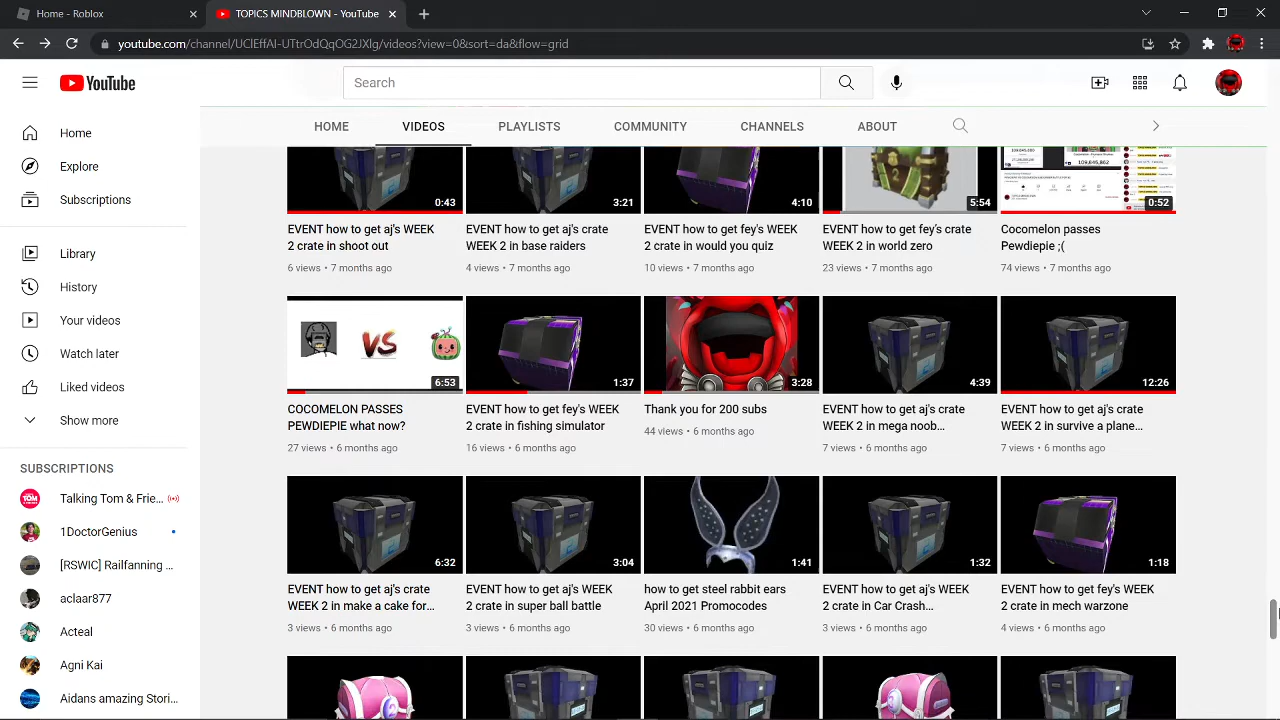 Home - Roblox
TOPICS MINDBLOWN - YouTube
youtube.com/channel/UClEffAI-UTtrOdQqOG2JXlg/videos?view=0&sort=da&flow=grid
YouTube
Search
HOME VIDEOS PLAYLISTS COMMUNITY CHANNELS ABOUT
Home
Explore
Subscriptions
Library
History
Your videos
Watch later
Liked videos
Show more
SUBSCRIPTIONS
Talking Tom & Frie...
1DoctorGenius
[RSWIC] Railfanning ...
aclaar877
Acteal
Agni Kai
Aidans amazing Stori...
0:43
EVENT how to get aj's WEEK
2 crate in shoot out
6 views • 7 months ago
3:21
EVENT how to get aj's crate
WEEK 2 in base raiders
4 views • 7 months ago
4:10
EVENT how to get fey's WEEK
2 crate in would you quiz
10 views • 7 months ago
5:54
EVENT how to get fey's crate
WEEK 2 in world zero
23 views • 7 months ago
0:52
Cocomelon passes
Pewdiepie ;(
74 views • 7 months ago
VS
6:53
COCOMELON PASSES
PEWDIEPIE what now?
27 views • 6 months ago
1:37
EVENT how to get fey's WEEK
2 crate in fishing simulator
16 views • 6 months ago
3:28
Thank you for 200 subs
44 views • 6 months ago
4:39
EVENT how to get aj's crate
WEEK 2 in mega noob...
7 views • 6 months ago
12:26
EVENT how to get aj's crate
WEEK 2 in survive a plane...
7 views • 6 months ago
6:32
EVENT how to get aj's crate
WEEK 2 in make a cake for...
3 views • 6 months ago
3:04
EVENT how to get aj's WEEK
2 crate in super ball battle
3 views • 6 months ago
1:41
how to get steel rabbit ears
April 2021 Promocodes
30 views • 6 months ago
1:32
EVENT how to get aj's WEEK
2 crate in Car Crash...
3 views • 6 months ago
1:18
EVENT how to get fey's WEEK
2 crate in mech warzone
4 views • 6 months ago